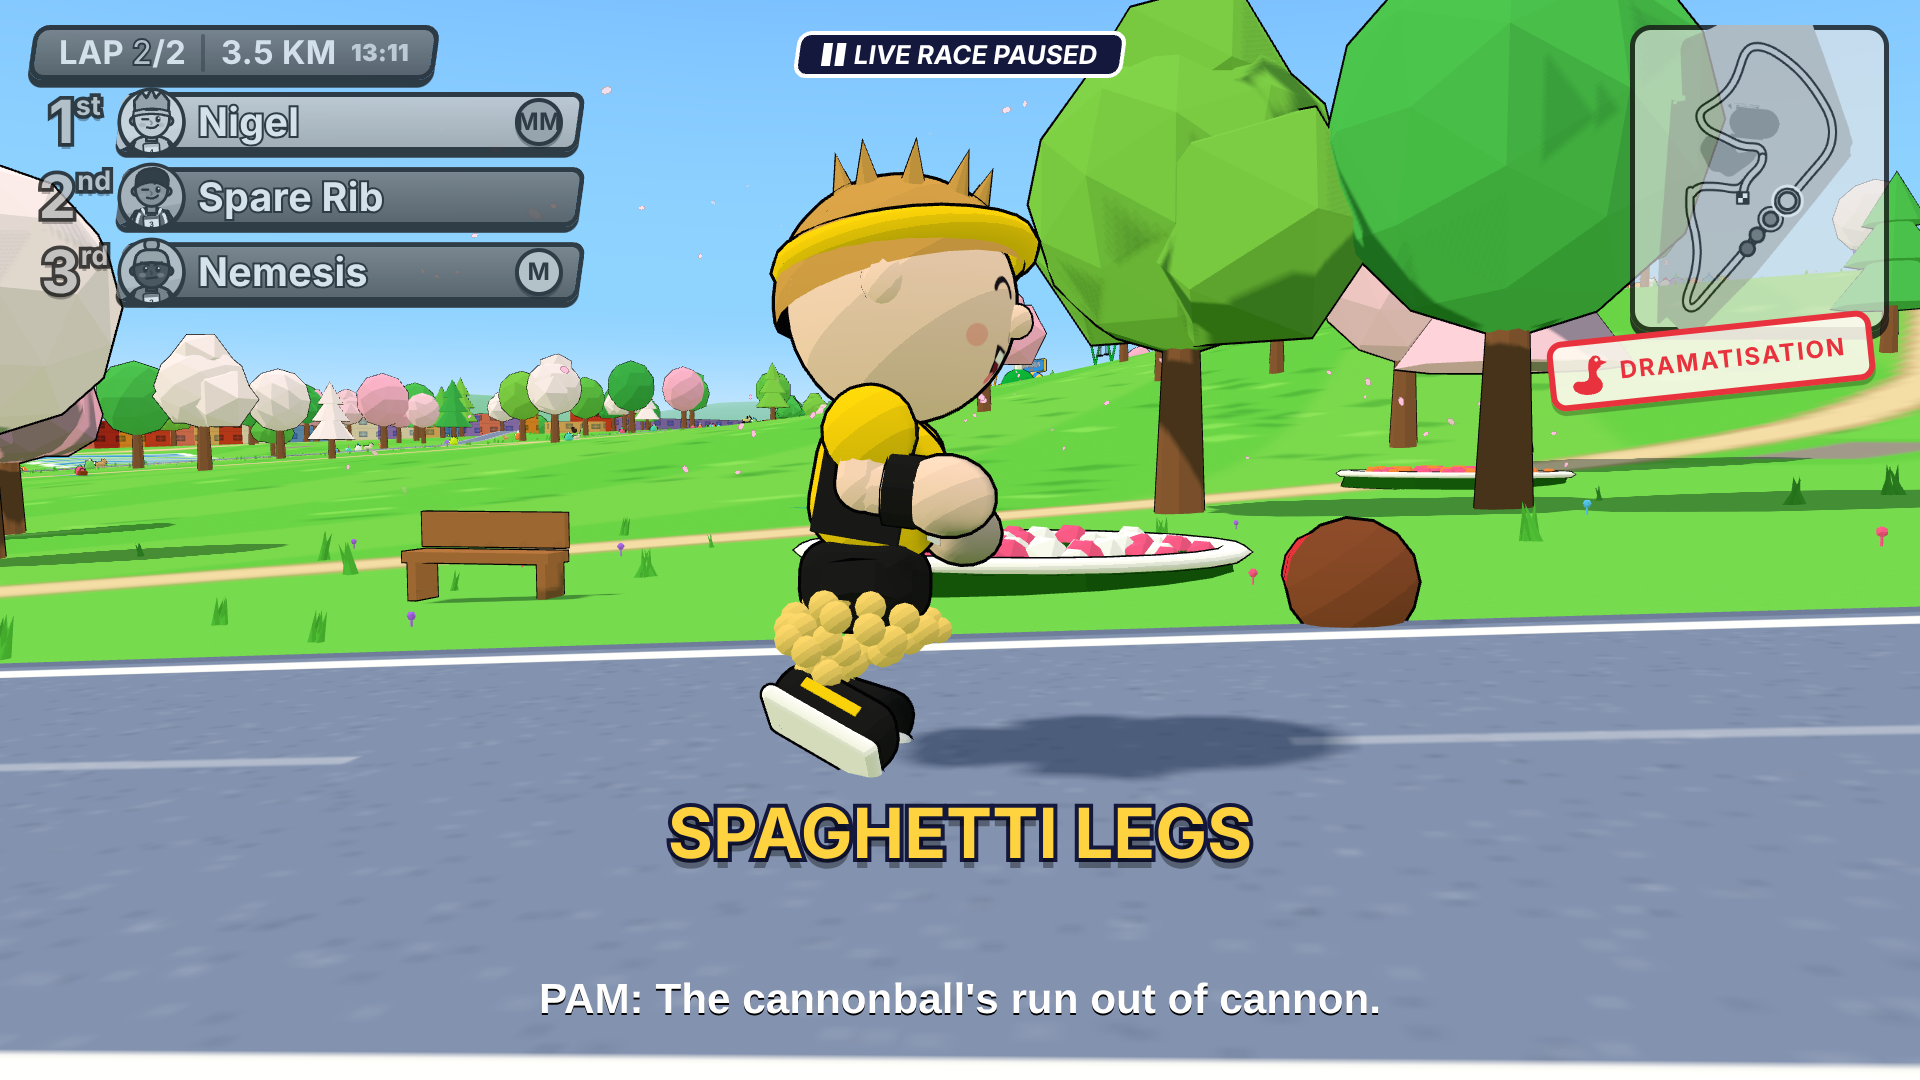 LAP 2/2 3.5 KM 13:11
LIVE RACE PAUSED
1st Nigel MM
2nd Spare Rib
3rd Nemesis M
DRAMATISATION
SPAGHETTI LEGS
PAM: The cannonball's run out of cannon.